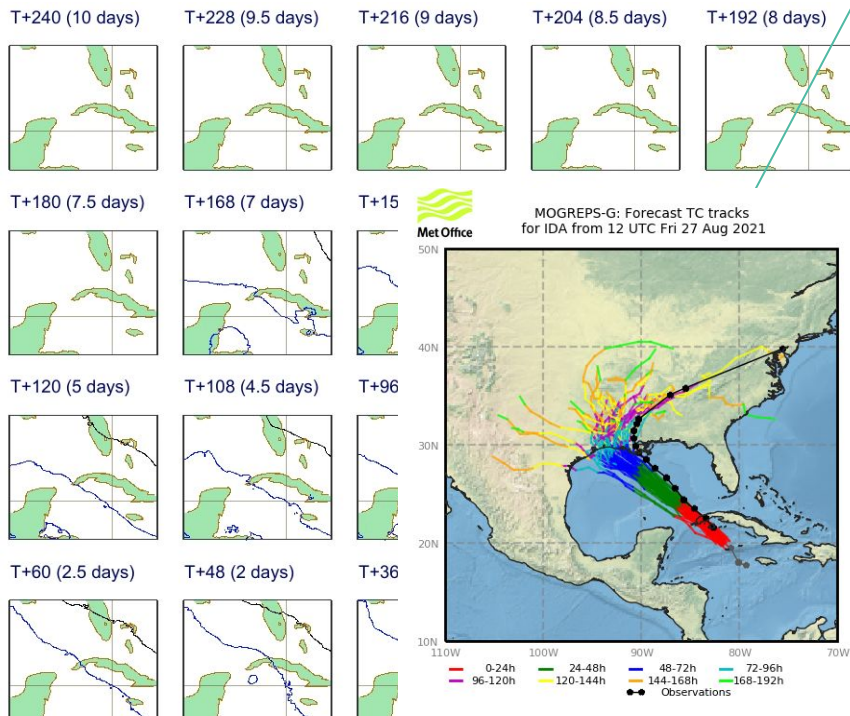 T+240 (10 days)
T+228 (9.5 days)
T+216 (9 days)
T+204 (8.5 days)
T+192 (8 days)
T+180 (7.5 days)
T+168 (7 days)
T+15
Met Office
MOGREPS-G: Forecast TC tracks
for IDA from 12 UTC Fri 27 Aug 2021
50N
40N
30N
20N
10N
110W
100W
90W
80W
70W
T+120 (5 days)
T+108 (4.5 days)
T+96
T+60 (2.5 days)
T+48 (2 days)
T+36
0-24h
24-48h
48-72h
72-96h
96-120h
120-144h
144-168h
168-192h
Observations